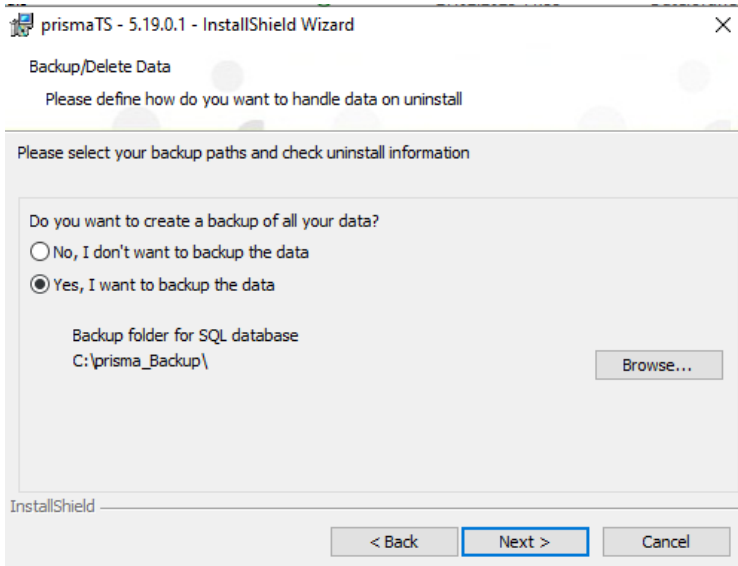 prismaTS - 5.19.0.1 - InstallShield Wizard
Backup/Delete Data
Please define how do you want to handle data on uninstall
Please select your backup paths and check uninstall information
Do you want to create a backup of all your data?
No, I don't want to backup the data
Yes, I want to backup the data
Backup folder for SQL database
C:\prisma_Backup\
Browse...
InstallShield
< Back Next > Cancel